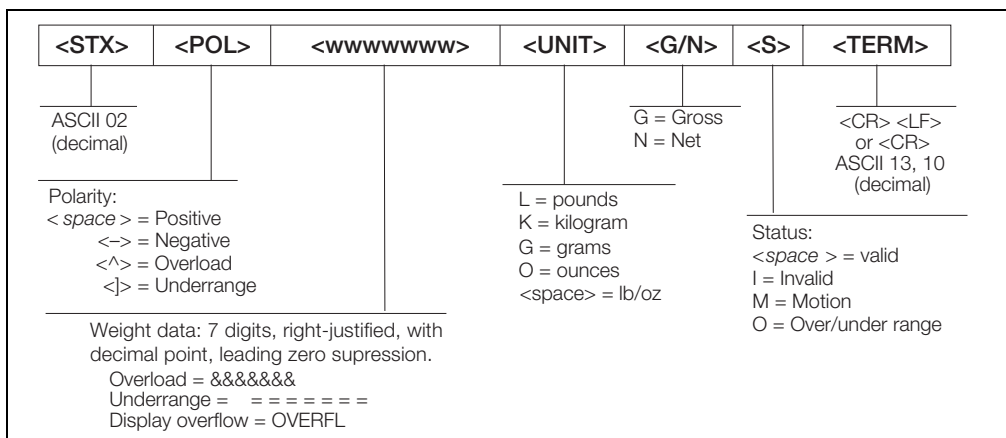 <STX> <POL> <wwwwwww> <UNIT> <G/N> <S> <TERM>
ASCII 02
(decimal)
G = Gross
N = Net
<CR> <LF>
or <CR>
ASCII 13, 10
(decimal)
Polarity:
< space > = Positive
<–> = Negative
<^> = Overload
<]> = Underrange
L = pounds
K = kilogram
G = grams
O = ounces
<space> = lb/oz
Status:
<space > = valid
I = Invalid
M = Motion
O = Over/under range
Weight data: 7 digits, right-justified, with
decimal point, leading zero supression.
Overload = &&&&&&&
Underrange = = = = = = = =
Display overflow = OVERFL